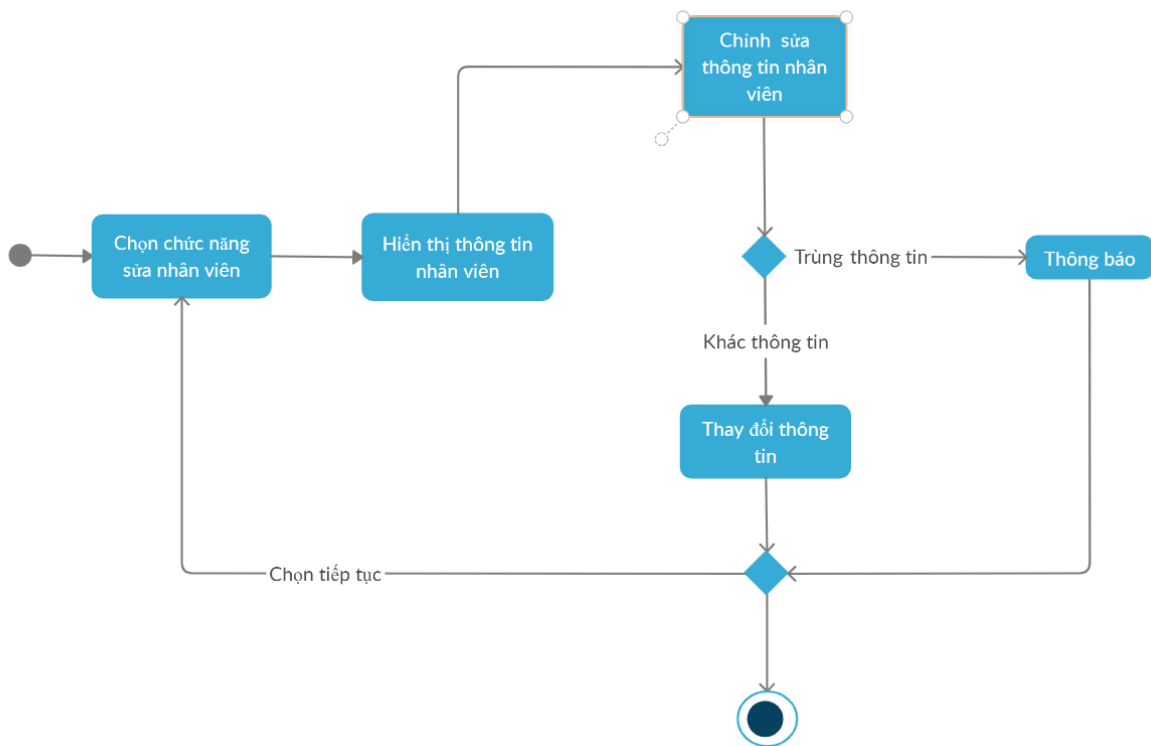 Chỉnh sửa
thông tin nhân
viên
Chọn chức năng
sửa nhân viên
Hiển thị thông tin
nhân viên
Trùng thông tin
Thông báo
Khác thông tin
Thay đổi thông
tin
Chọn tiếp tục